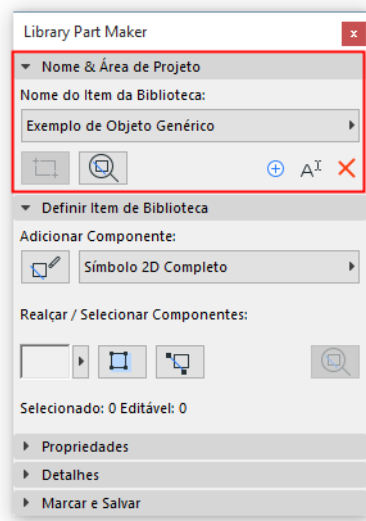 Library Part Maker
x
Nome & Área de Projeto
Nome do Item da Biblioteca:
Exemplo de Objeto Genérico
A
Definir Item de Biblioteca
Adicionar Componente:
Símbolo 2D Completo
Realçar / Selecionar Componentes:
Selecionado: 0 Editável: 0
Propriedades
Detalhes
Marcar e Salvar